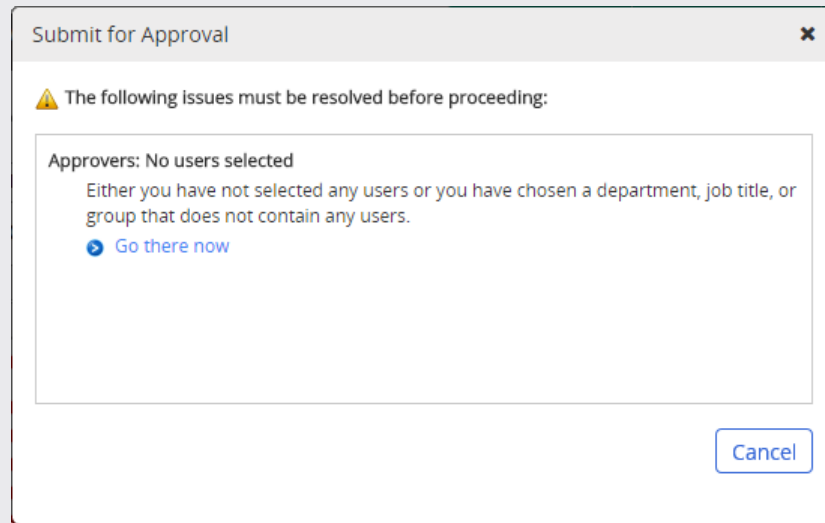 Submit for Approval
The following issues must be resolved before proceeding:
Approvers: No users selected
Either you have not selected any users or you have chosen a department, job title, or
group that does not contain any users.
Go there now
Cancel